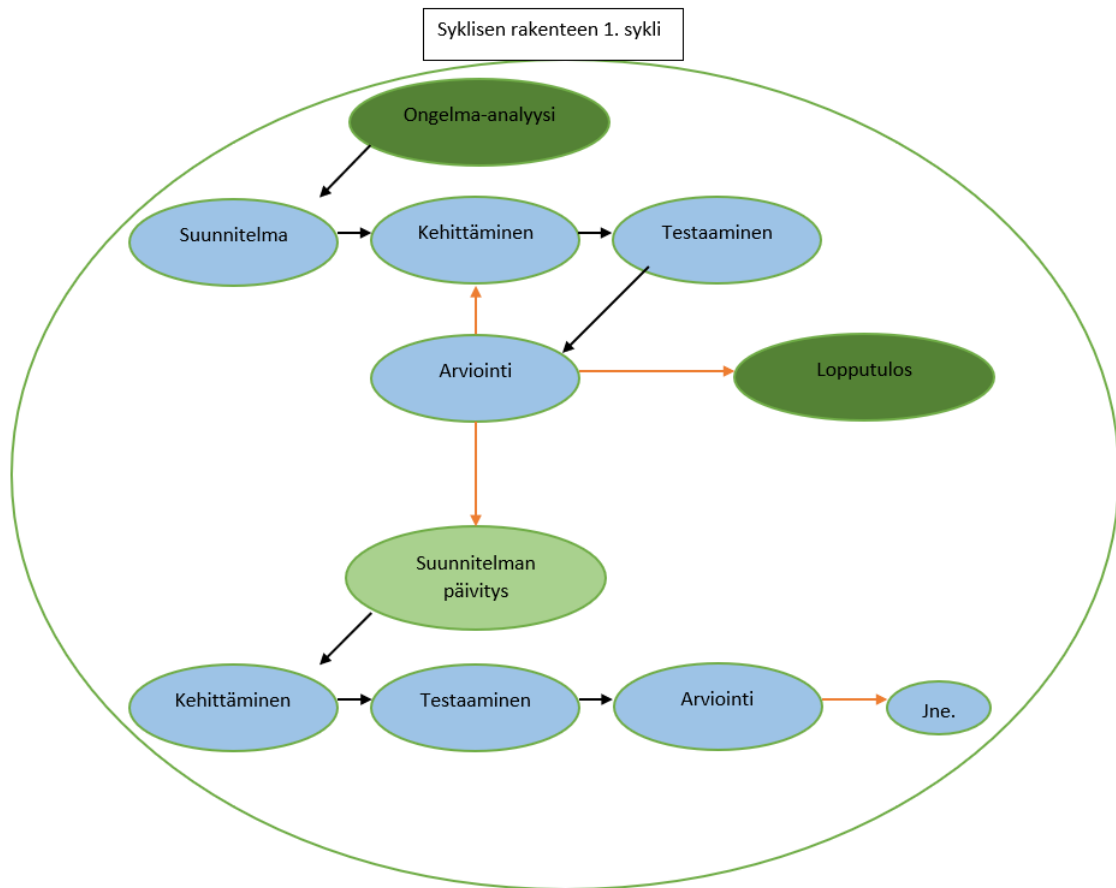 Syklisen rakenteen 1. sykli
Ongelma-analyysi
Suunnitelma
Kehittäminen
Testaaminen
Arviointi
Lopputulos
Suunnitelman
päivitys
Kehittäminen
Testaaminen
Arviointi
Jne.